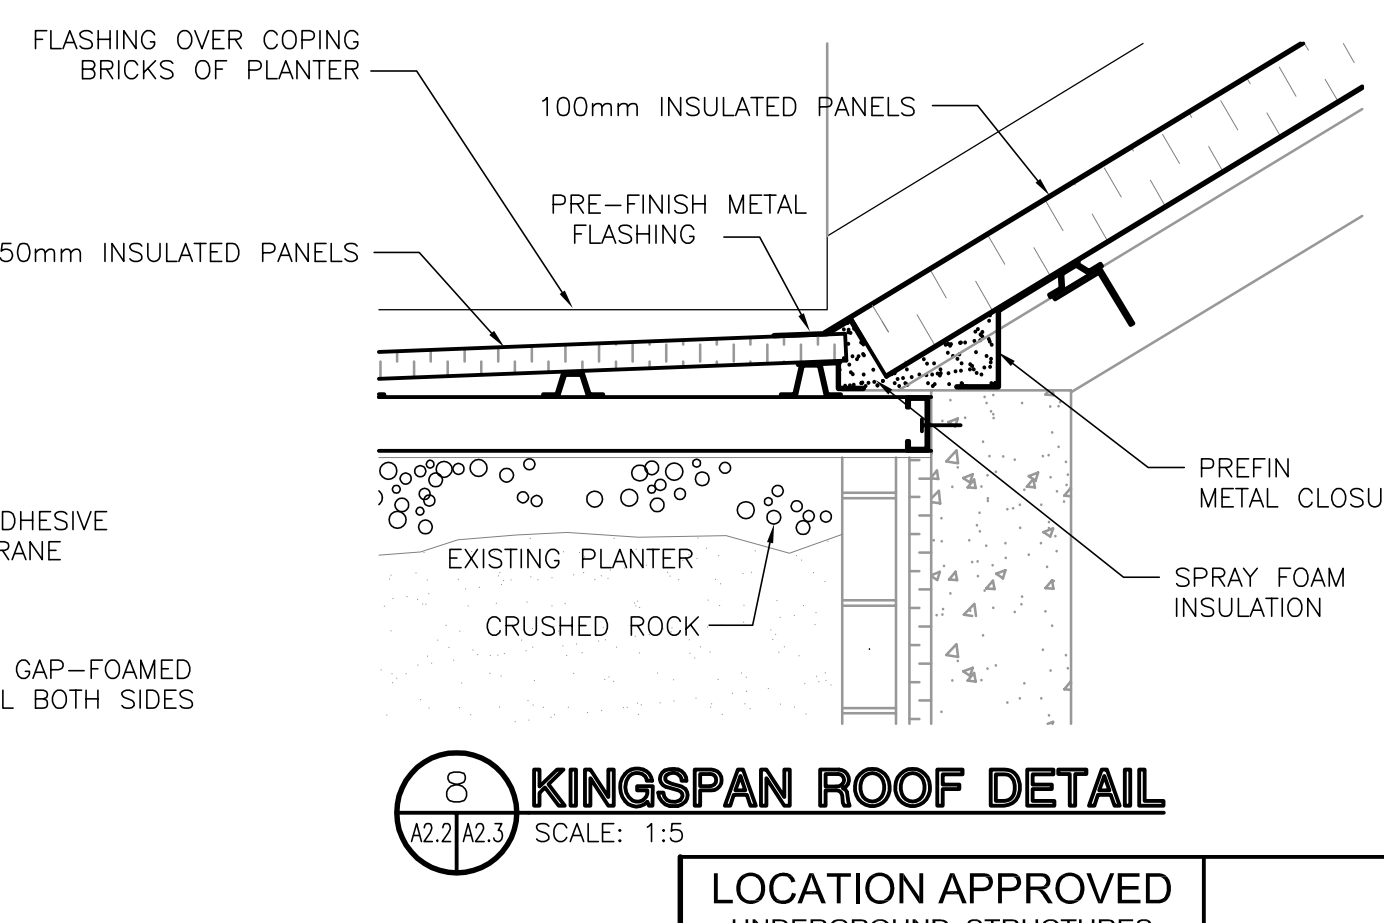 FLASHING OVER COPING
BRICKS OF PLANTER
100mm INSULATED PANELS
PRE-FINISH METAL
FLASHING
50mm INSULATED PANELS
PREFIN
METAL CLOSU
DHESIVE
RANE
EXISTING PLANTER
SPRAY FOAM
INSULATION
CRUSHED ROCK
GAP-FOAMED
L BOTH SIDES
8
KINGSPAN ROOF DETAIL
A2.2 A2.3
SCALE: 1:5
LOCATION APPROVED
UNDERGROUND STRUCTURES